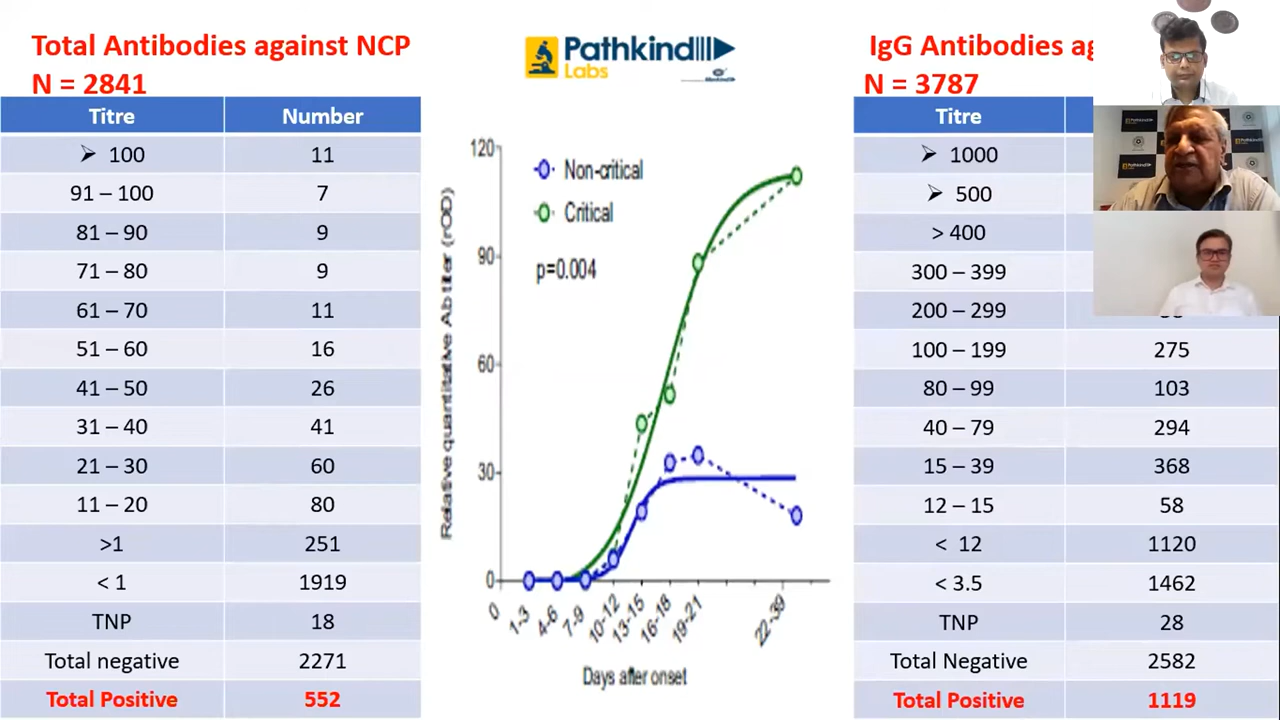 Total Antibodies against NCP
N = 2841
Titre Number
➢ 100 11
91 – 100 7
81 – 90 9
71 – 80 9
61 – 70 11
51 – 60 16
41 – 50 26
31 – 40 41
21 – 30 60
11 – 20 80
>1 251
< 1 1919
TNP 18
Total negative 2271
Total Positive 552
Pathkind
Labs
Relative quantitative Ab titer (rOD)
120
90
60
30
0
Non-critical
Critical
p=0.004
0 1-3 4-6 7-9 10-12 13-15 16-18 19-21 22-39
Days after onset
IgG Antibodies
N = 3787
Titre
➢ 1000
➢ 500
> 400
300 – 399
200 – 299
100 – 199 275
80 – 99 103
40 – 79 294
15 – 39 368
12 – 15 58
< 12 1120
< 3.5 1462
TNP 28
Total Negative 2582
Total Positive 1119
Pathkind